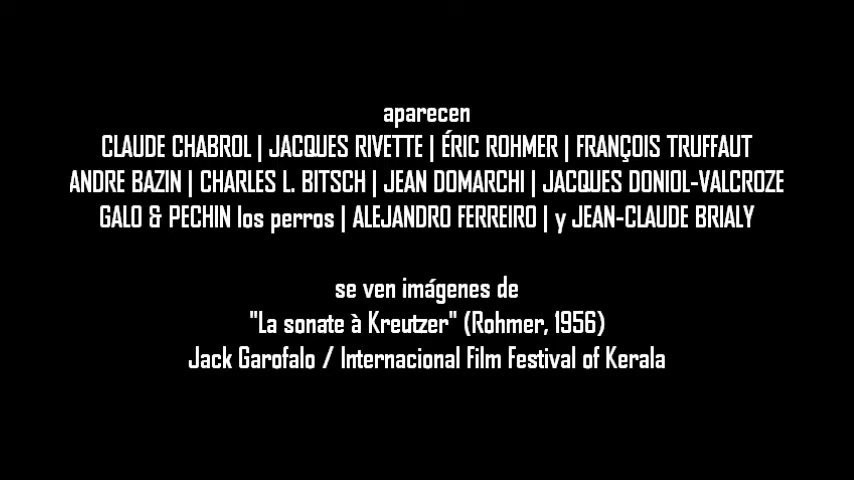 aparecen
CLAUDE CHABROL | JACQUES RIVETTE | ÉRIC ROHMER | FRANÇOIS TRUFFAUT
ANDRE BAZIN | CHARLES L. BITSCH | JEAN DOMARCHI | JACQUES DONIOL-VALCROZE
GALO & PECHIN los perros | ALEJANDRO FERREIRO | y JEAN-CLAUDE BRIALY
se ven imágenes de
"La sonate à Kreutzer" (Rohmer, 1956)
Jack Garofalo / Internacional Film Festival of Kerala